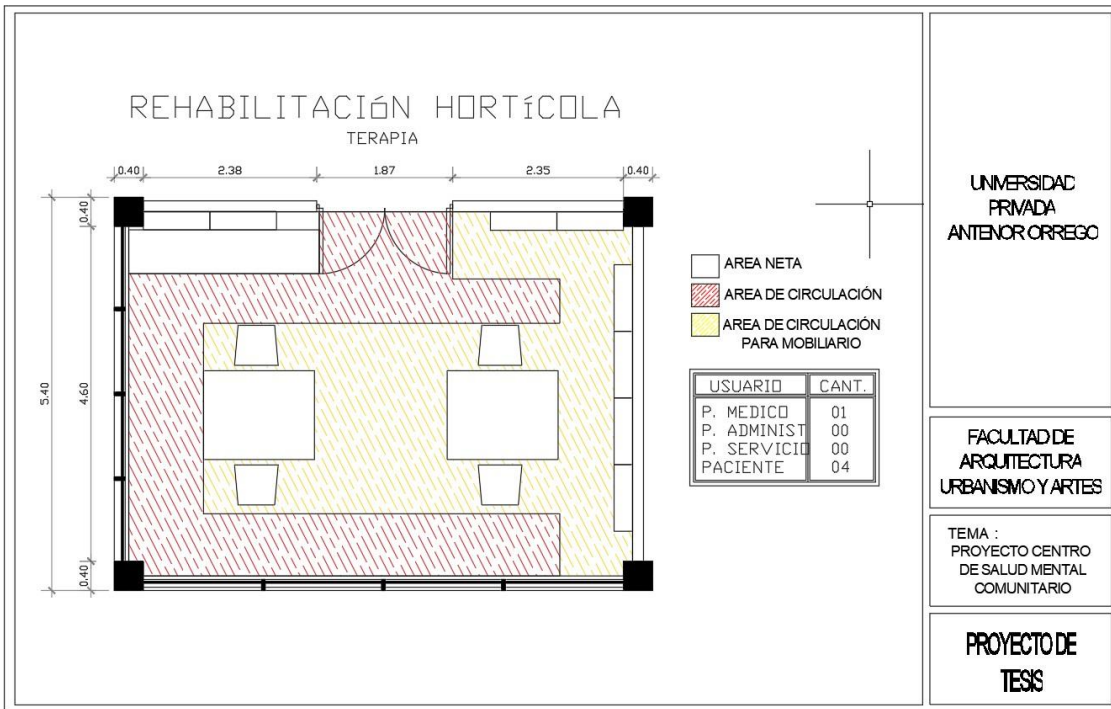 REHABILITACIóN HORTíCOLA
TERAPIA
0.40 2.38 1.87 2.35 0.40
0.40
5.40
4.60
0.40
AREA NETA
AREA DE CIRCULACIÓN
AREA DE CIRCULACIÓN
PARA MOBILIARIO
USUARIO CANT.
P. MEDICO 01
P. ADMINIST 00
P. SERVICIO 00
PACIENTE 04
UNIVERSIDAD
PRIVADA
ANTENOR ORREGO
FACULTAD DE
ARQUITECTURA
URBANISMO Y ARTES
TEMA :
PROYECTO CENTRO
DE SALUD MENTAL
COMUNITARIO
PROYECTO DE
TESIS